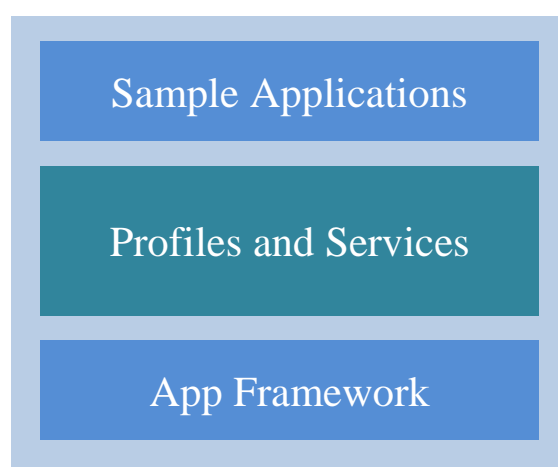 Sample Applications
Profiles and Services
App Framework